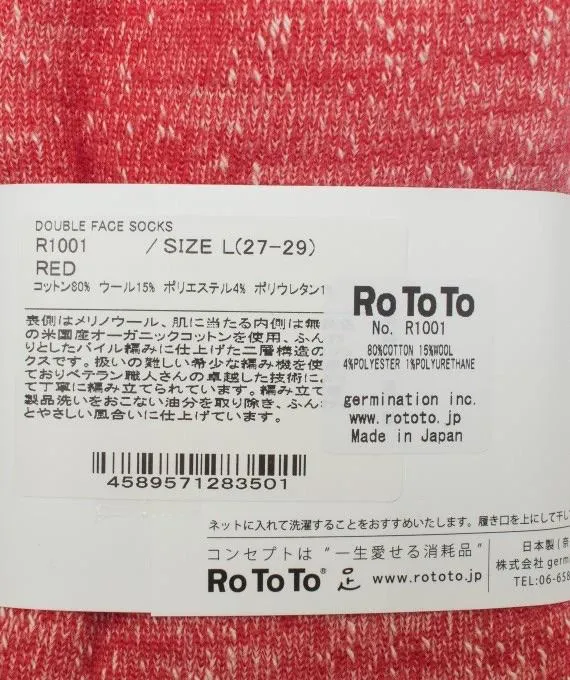 DOUBLE FACE SOCKS
R1001 / SIZE L(27-29)
RED
コットン80% ウール15% ポリエステル4% ポリウレタン1
RoToTo
No. R1001
80%COTTON 15%WOOL
4%POLYESTER 1%POLYURETHANE
germination inc.
www.rototo.jp
Made in Japan
表側はメリノウール、肌に当たる内側は無
の米国産オーガニックコットンを使用、ふん
りとしたパイル編みに仕上げた二層構造の
クスです。扱いの難しい希少な編み機を使
ておりベテラン職人さんの卓越した技術に、
て丁寧に編み立てられています。編み立て
製品洗いをおこない油分を取り除き、ふん
とやさしい風合いに仕上げています。
4589571283501
ネットに入れて洗濯することをおすすめいたします。履き口を上にして干し
コンセプトは "一生愛せる消耗品"
RoToTo® 足 www.rototo.jp
日本製(奈
株式会社 germ
TEL:06-658